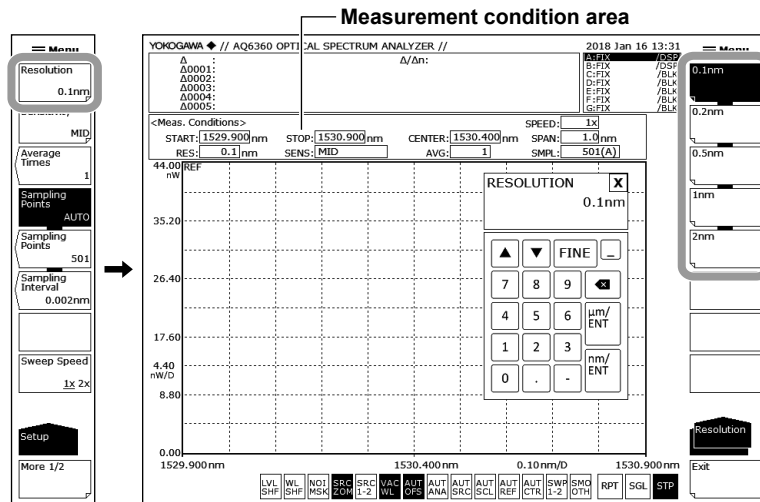 Measurement condition area
Menu
Resolution
0.1nm
MID
Average
Times
1
Sampling
Points
AUTO
Sampling
Points
501
Sampling
Interval
0.002nm
Sweep Speed
1x 2x
Setup
More 1/2
YOKOGAWA ◆ // AQ6360 OPTICAL SPECTRUM ANALYZER //
2018 Jan 16 13:31
Δ :
Δ/Δn:
Δ0001:
Δ0002:
Δ0003:
Δ0004:
Δ0005:
A:FIX /DSP
B:FIX /DSP
C:FIX /BLK
D:FIX /BLK
E:FIX /BLK
F:FIX /BLK
G:FIX /BLK
<Meas. Conditions>
SPEED: 1x
START: 1529.900 nm STOP: 1530.900 nm CENTER: 1530.400 nm SPAN: 1.0 nm
RES: 0.1 nm SENS: MID AVG: 1 SMPL: 501(A)
44.00 REF
nW
35.20
26.40
17.60
4.40
nW/D
8.80
0.00
1529.900nm 1530.400nm 0.10nm/D 1530.900nm
RESOLUTION X
0.1nm
▲ ▼ FINE _
7 8 9
4 5 6 µm/
ENT
1 2 3
nm/
ENT
0 . -
LVL SHF
WL SHF
NOI MSK
SRC ZOM
SRC 1-2
VAC WL
AUT OFS
AUT ANA
AUT SRC
AUT SCL
AUT REF
AUT CTR
SWP 1-2
SMO OTH
RPT
SGL
STP
Menu
0.1nm
0.2nm
0.5nm
1nm
2nm
Resolution
Exit